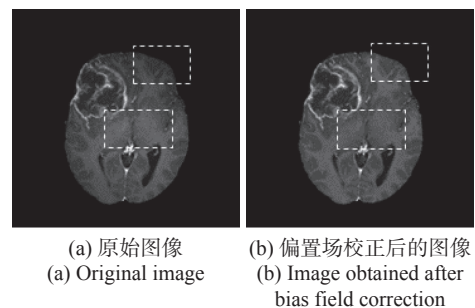 (a) 原始图像
(a) Original image
(b) 偏置场校正后的图像
(b) Image obtained after
bias field correction